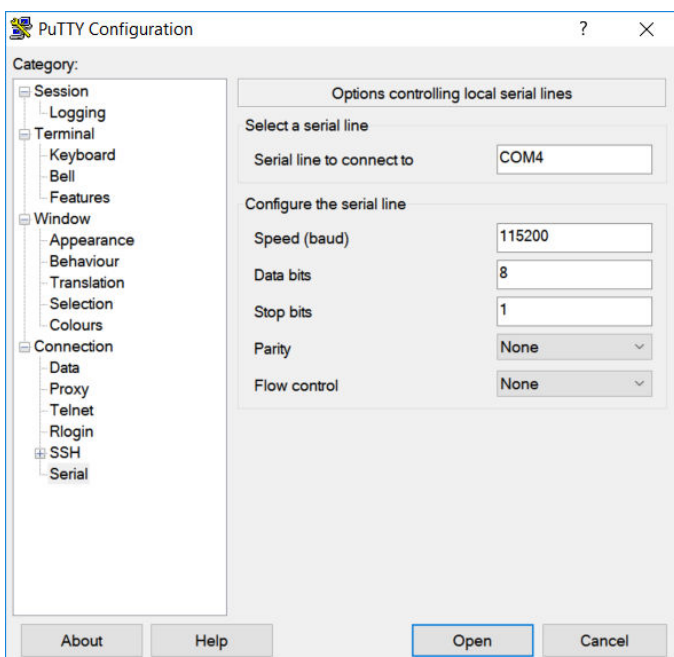 PuTTY Configuration
?
Category:
Session
Logging
Terminal
Keyboard
Bell
Features
Window
Appearance
Behaviour
Translation
Selection
Colours
Connection
Data
Proxy
Telnet
Rlogin
SSH
Serial
Options controlling local serial lines
Select a serial line
Serial line to connect to COM4
Configure the serial line
Speed (baud) 115200
Data bits 8
Stop bits 1
Parity None
Flow control None
About Help Open Cancel